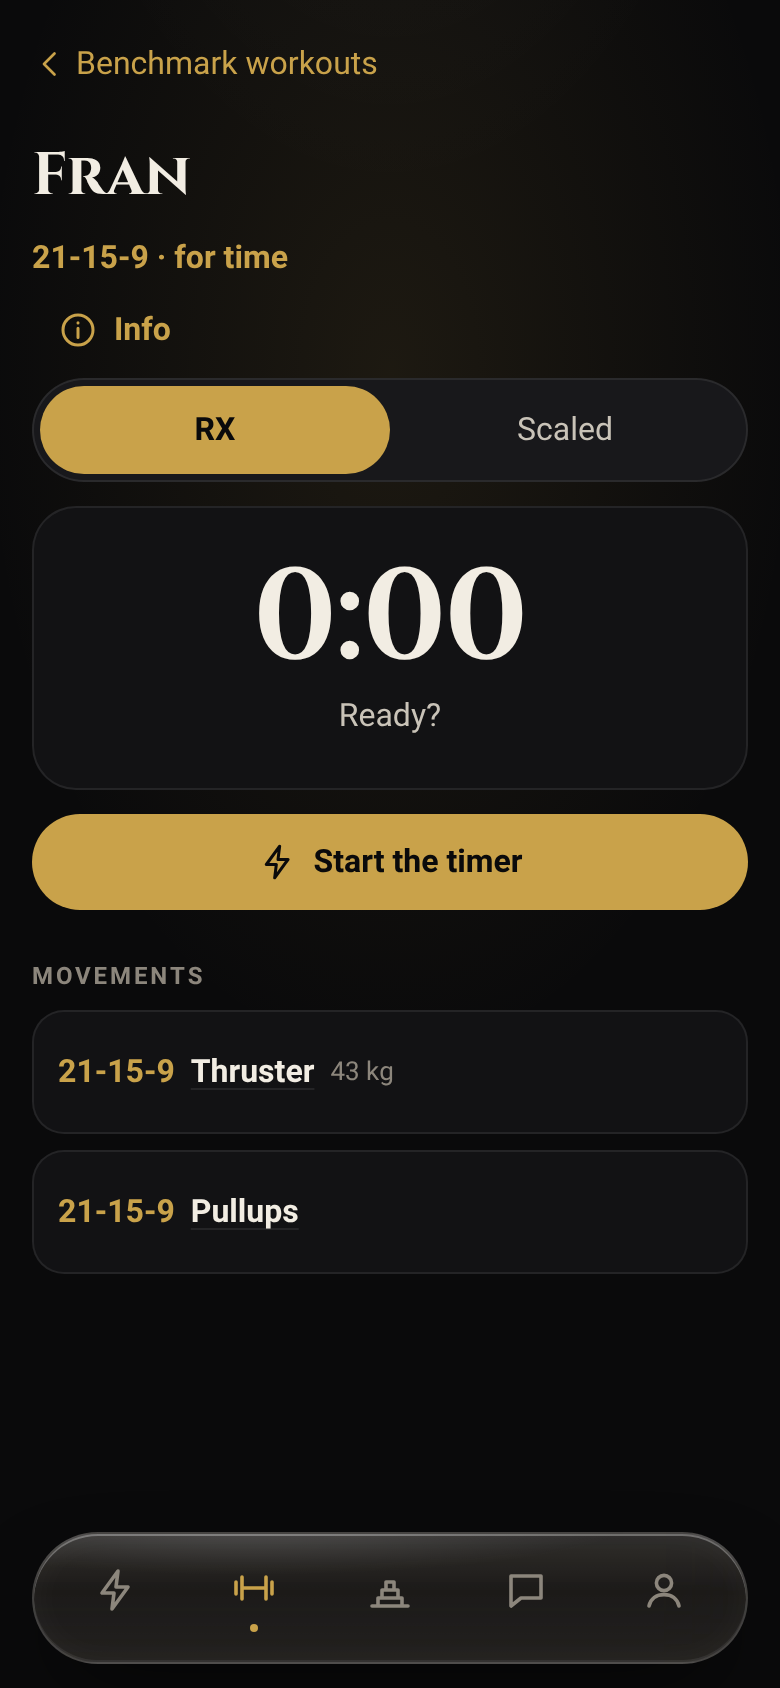 Benchmark workouts
Fran
21-15-9 · for time
Info
RX
Scaled
0:00
Ready?
Start the timer
MOVEMENTS
21-15-9 Thruster 43 kg
21-15-9 Pullups